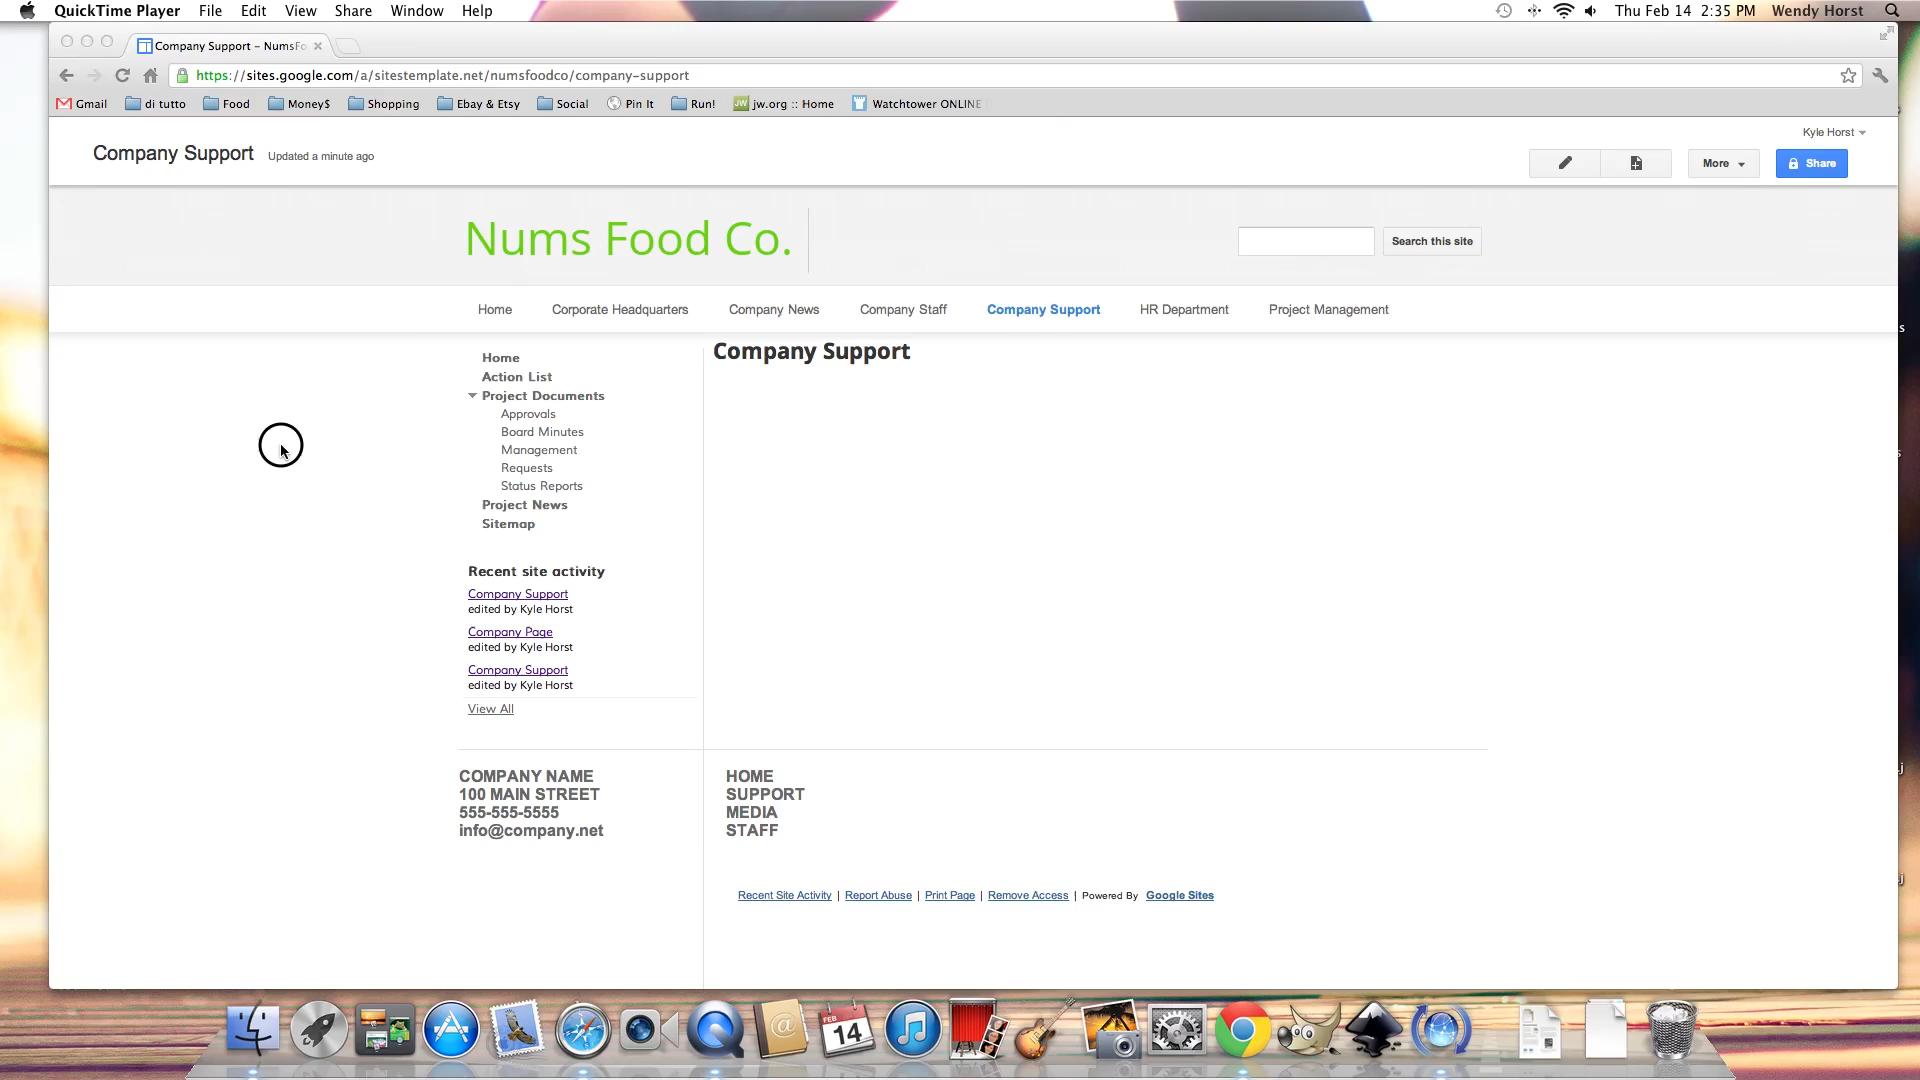 QuickTime Player File Edit View Share Window Help
Thu Feb 14 2:35 PM Wendy Horst
Company Support – NumsFo
https://sites.google.com/a/sitestemplate.net/numsfoodco/company-support
Gmail di tutto Food Money$ Shopping Ebay & Etsy Social Pin It Run! JW jw.org :: Home Watchtower ONLINE
Kyle Horst
Company Support Updated a minute ago
More Share
Nums Food Co.
Search this site
Home Corporate Headquarters Company News Company Staff Company Support HR Department Project Management
Company Support
Home
Action List
Project Documents
Approvals
Board Minutes
Management
Requests
Status Reports
Project News
Sitemap
Recent site activity
Company Support
edited by Kyle Horst
Company Page
edited by Kyle Horst
Company Support
edited by Kyle Horst
View All
COMPANY NAME
100 MAIN STREET
555-555-5555
info@company.net
HOME
SUPPORT
MEDIA
STAFF
Recent Site Activity | Report Abuse | Print Page | Remove Access | Powered By Google Sites
FEB
14